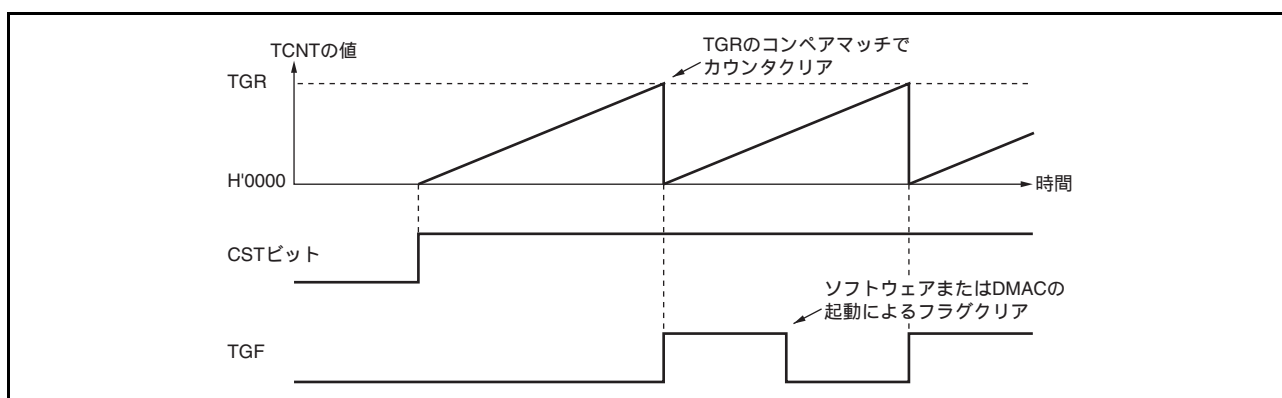 TCNTの値
TGRのコンペアマッチで
カウンタクリア
TGR
H'0000
時間
CSTビット
ソフトウェアまたはDMACの
起動によるフラグクリア
TGF